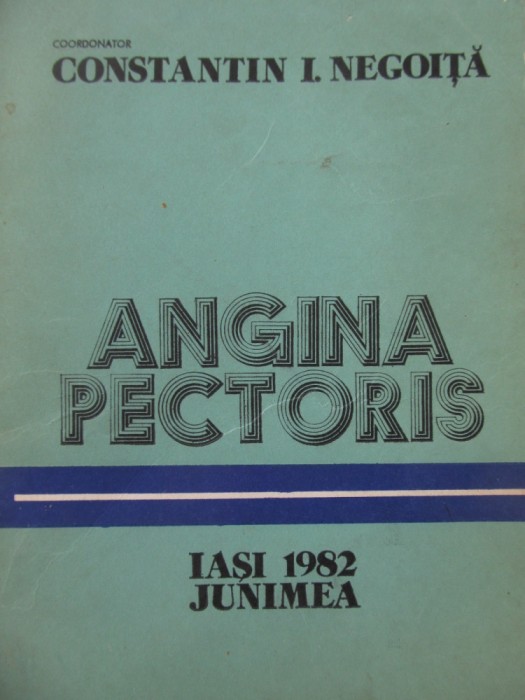 COORDONATOR
CONSTANTIN I. NEGOIȚĂ
ANGINA
PECTORIS
IAȘI 1982
JUNIMEA